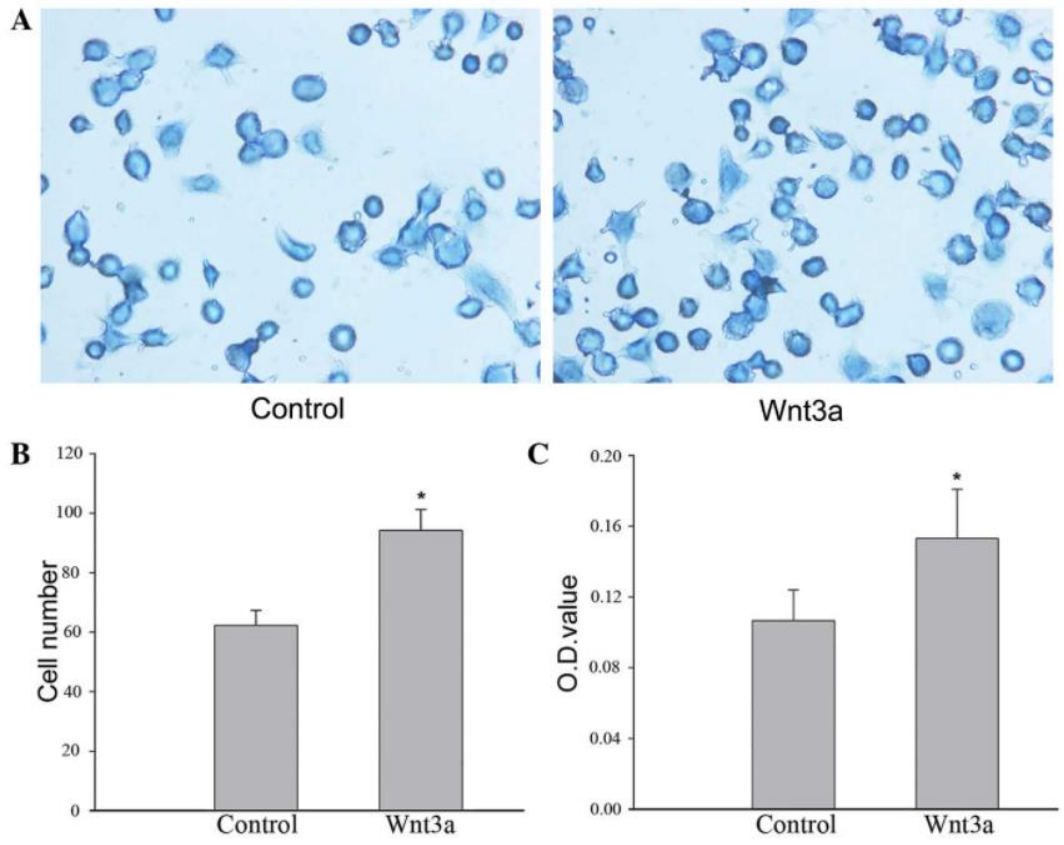 A
Control
Wnt3a
B
120
100
80
60
40
20
0
Cell number
*
Control
Wnt3a
C
0.20
0.16
0.12
0.08
0.04
0.00
O.D.value
*
Control
Wnt3a